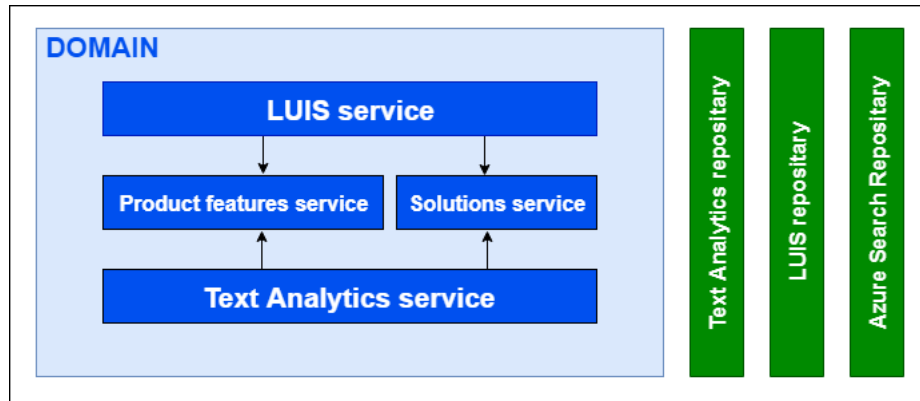 DOMAIN
LUIS service
Product features service
Solutions service
Text Analytics service
Text Analytics repositary
LUIS repositary
Azure Search Repositary